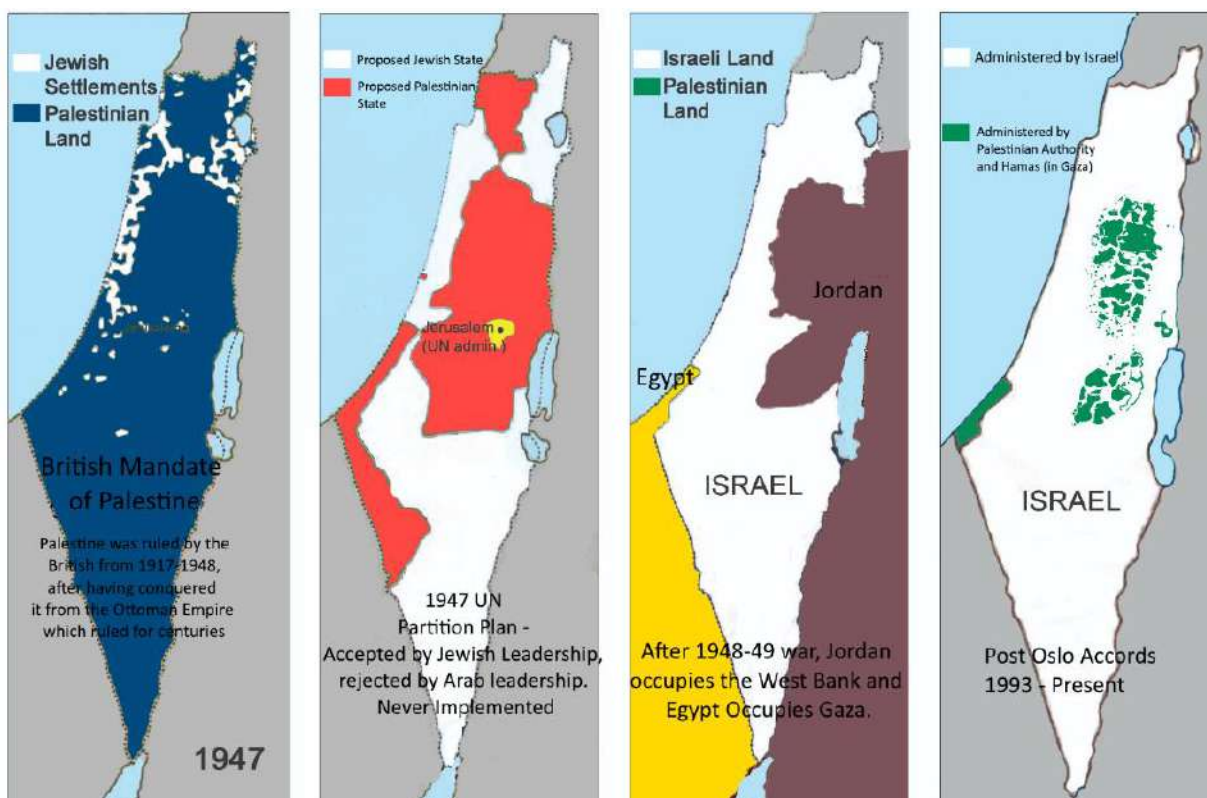 Jewish
Settlements
Palestinian
Land
British Mandate
of Palestine
Palestine was ruled by the
British from 1917-1948,
after having conquered
it from the Ottoman Empire
which ruled for centuries
1947
Proposed Jewish State
Proposed Palestinian
State
Jerusalem
(UN admin )
1947 UN
Partition Plan -
Accepted by Jewish Leadership,
rejected by Arab leadership.
Never Implemented
Israeli Land
Palestinian
Land
Jordan
Egypt
ISRAEL
After 1948-49 war, Jordan
occupies the West Bank and
Egypt Occupies Gaza.
Administered by Israel
Administered by
Palestinian Authority
and Hamas (in Gaza)
ISRAEL
Post Oslo Accords
1993 - Present